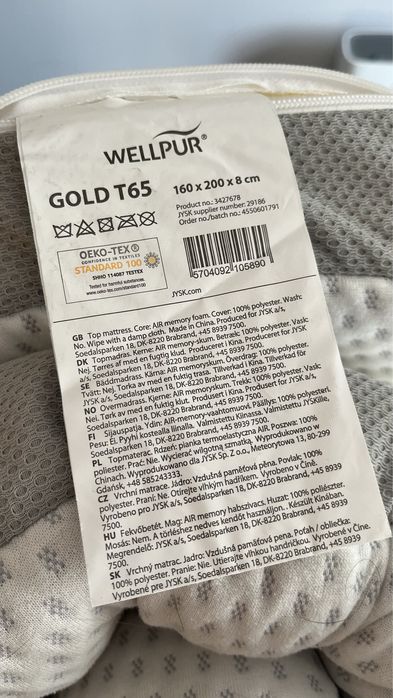 WELLPUR®
GOLD T65
160 x 200 x 8 cm
Product no.: 3427678
JYSK supplier number: 29186
Order no./batch no.: 4550601791
OEKO-TEX®
CONFIDENCE IN TEXTILES
STANDARD 100
SHHO 114087 TESTEX
Tested for harmful substances
www.oeko-tex.com/standard100
5704092105890
JYSK.com
GB Top mattress. Core: AIR memory foam. Cover: 100% polyester. Wash:
No. Wipe with a damp cloth. Made in China. Produced for JYSK a/s,
Soedalsparken 18, DK-8220 Brabrand, +45 8939 7500.
DK Topmadras. Kerne: AIR memory-skum. Betræk: 100% polyester. Vask:
Nej. Tørres af med en fugtig klud. Produceret i Kina. Produceret for JYSK
a/s, Soedalsparken 18, DK-8220 Brabrand, +45 8939 7500.
SE Bäddmadrass. Kärna: AIR memoryskum. Överdrag: 100% polyester.
Tvätt: Nej. Torka av med en fuktig trasa. Tillverkad i Kina. Tillverkad för
JYSK a/s, Soedalsparken 18, DK-8220 Brabrand, +45 8939 7500.
NO Overmadrass. Kjerne: AIR memoryskum. Trekk: 100% polyester. Vask:
Nei. Tørk av med en fuktig klut. Produsert i Kina. Produsert for JYSK a/s,
Soedalsparken 18, DK-8220 Brabrand, +45 8939 7500.
FI Sijauspatja. Ydin: AIR-memory-vaahtomuovi. Päällys: 100% polyesteri.
Pesu: Ei. Pyyhi kostealla liinalla. Valmistettu Kiinassa. Valmistettu JYSKille,
Soedalsparken 18, DK-8220 Brabrand, +45 8939 7500.
PL Topmaterac. Rdzeń: pianka termoelastyczna AIR. Poszwa: 100%
poliester. Prać: Nie. Wycierać wilgotną szmatką. Wyprodukowano w
Chinach. Wyprodukowano dla JYSK Sp. Z o.o., Meteorytowa 13, 80-299
Gdańsk, +48 585243333.
CZ Vrchní matrace. Jádro: Vzdušná paměťová pěna. Povlak: 100%
polyester. Praní: Ne. Otírejte vlhkým hadříkem. Vyrobeno v Číně.
Vyrobeno pro JYSK a/s, Soedalsparken 18, DK-8220 Brabrand, +45 8939
7500.
HU Fekvőbetét. Mag: AIR memory habszivacs. Huzat: 100% poliészter.
Mosás: Nem. A törléshez nedves kendőt használjon. . Készült Kínában.
Megrendelő: JYSK a/s, Soedalsparken 18, DK-8220 Brabrand, +45 8939
7500.
SK Vrchný matrac. Jadro: Vzdušná pamäťová pena. Poťah / obliečka:
100% polyester. Pranie: Nie. Utierajte vlhkou handričkou. Vyrobené v Číne.
Vyrobené pre JYSK a/s, Soedalsparken 18, DK-8220 Brabrand, +45 8939